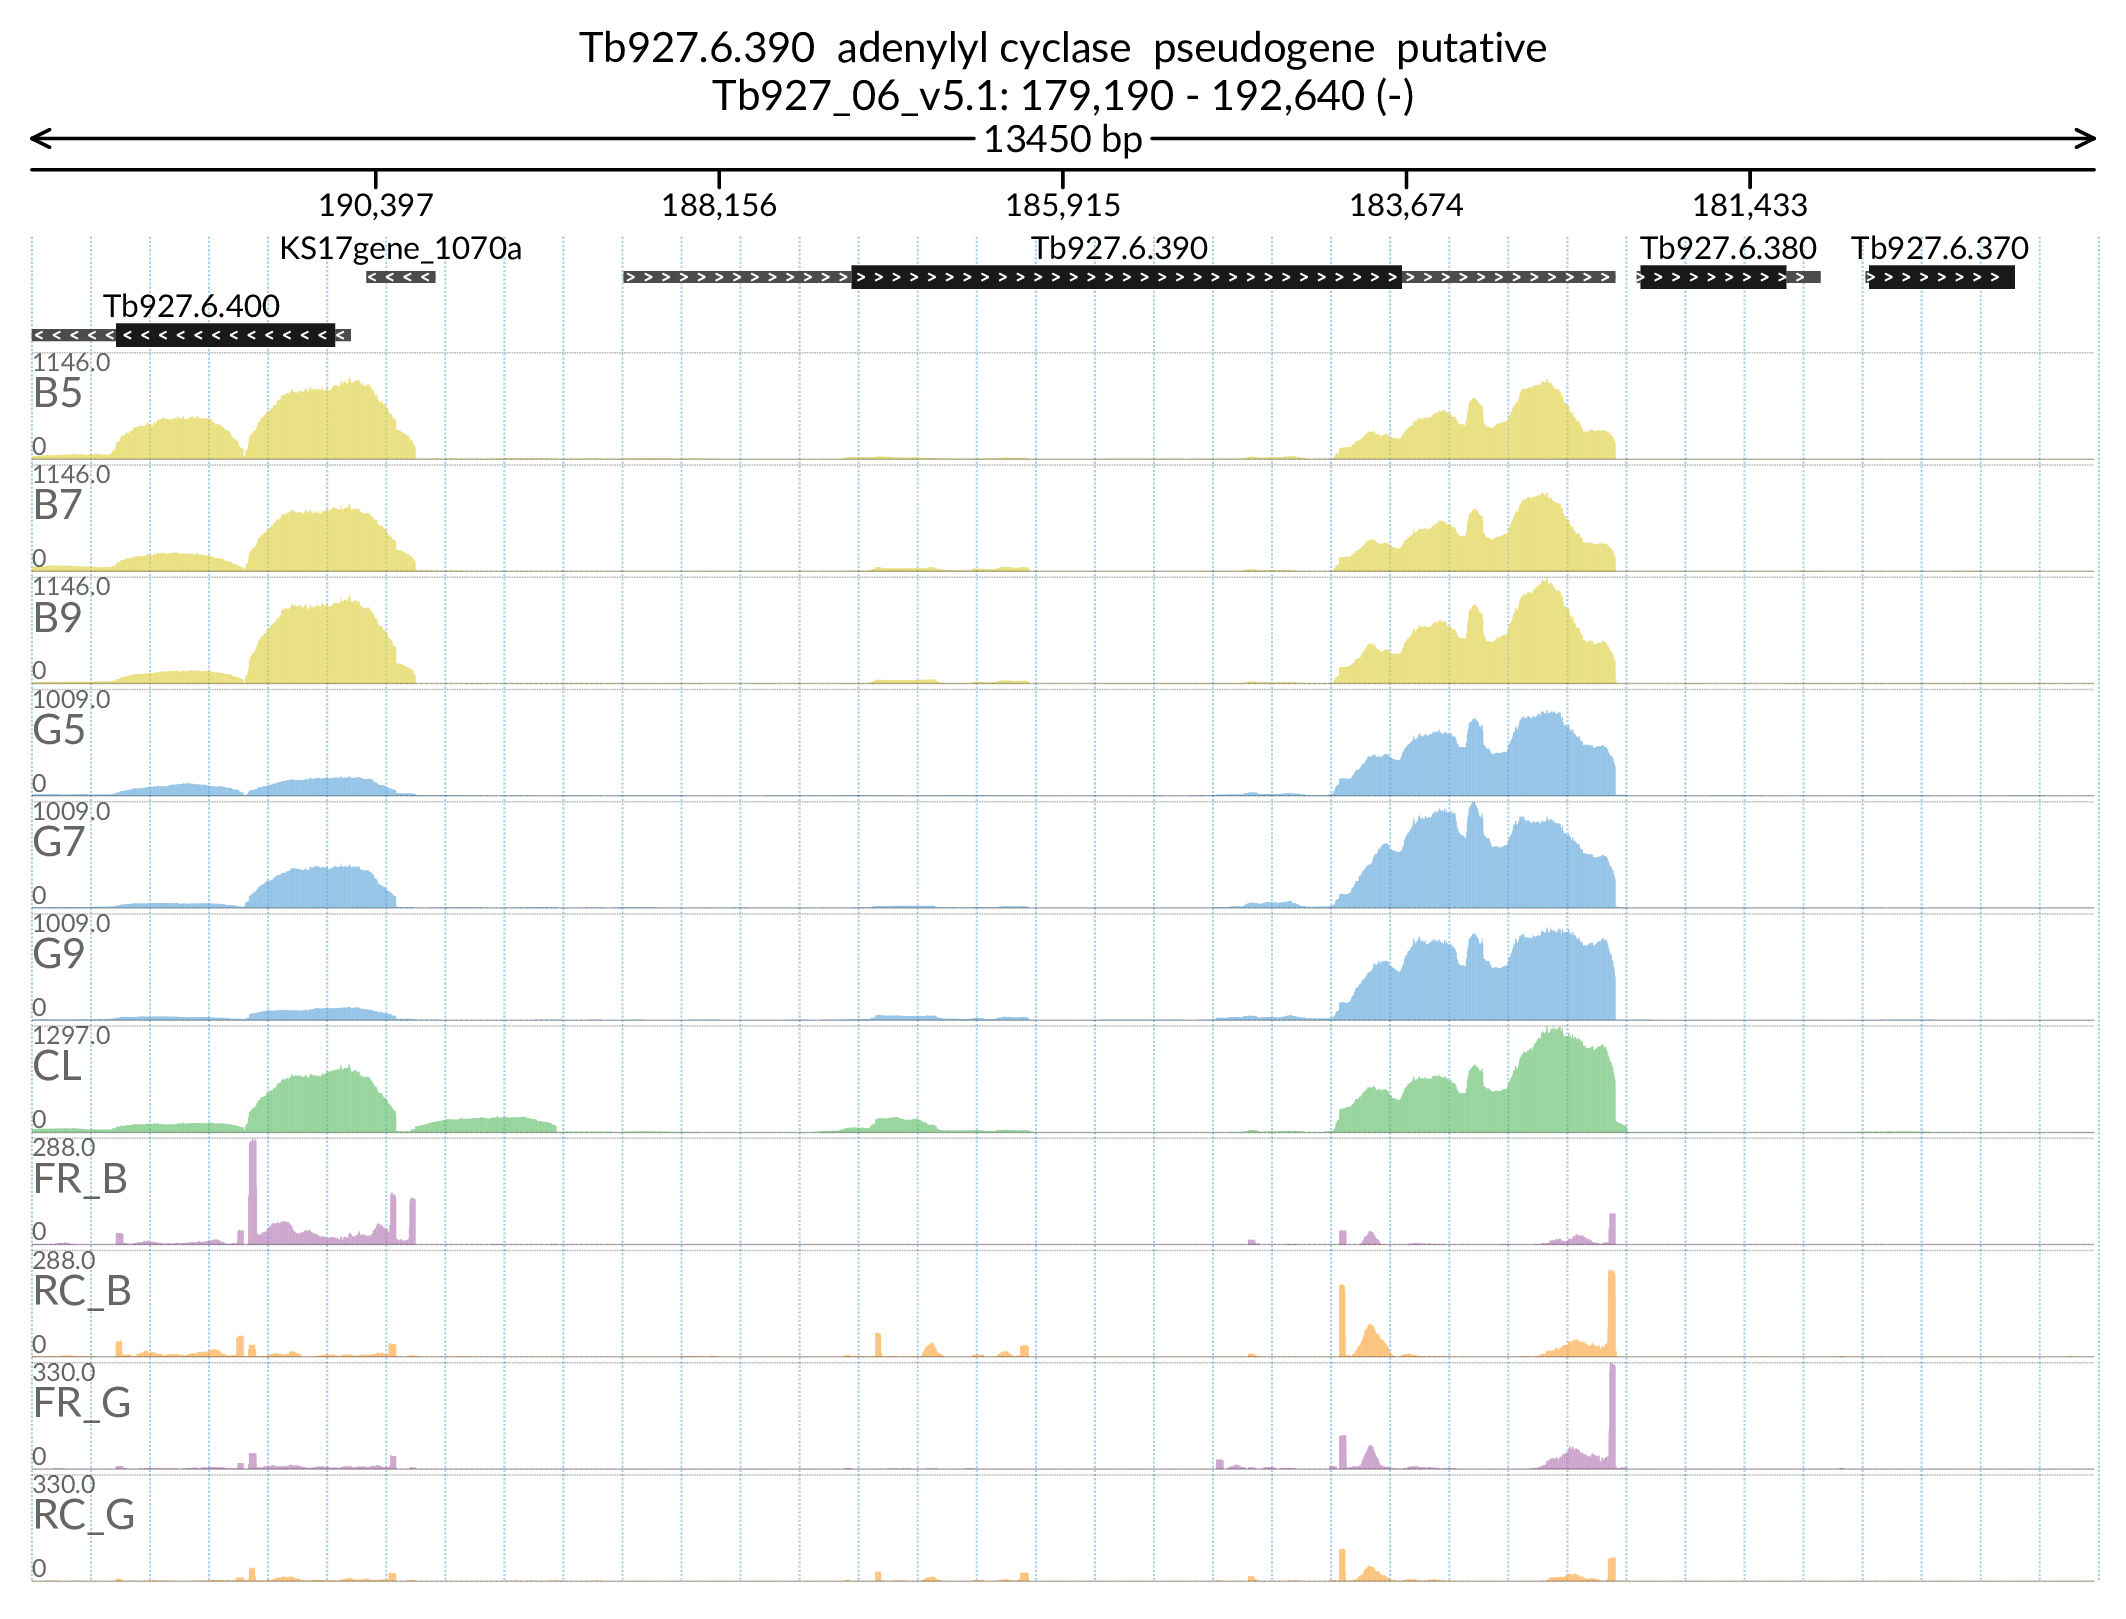 Tb927.6.390 adenylyl cyclase pseudogene putative
Tb927_06_v5.1: 179,190 - 192,640 (-)
13450 bp
190,397 188,156 185,915 183,674 181,433
KS17gene_1070a Tb927.6.390 Tb927.6.380 Tb927.6.370
Tb927.6.400
1146.0
B5
0
1146.0
B7
0
1146.0
B9
0
1009.0
G5
0
1009.0
G7
0
1009.0
G9
0
1297.0
CL
0
288.0
FR_B
0
288.0
RC_B
0
330.0
FR_G
0
330.0
RC_G
0